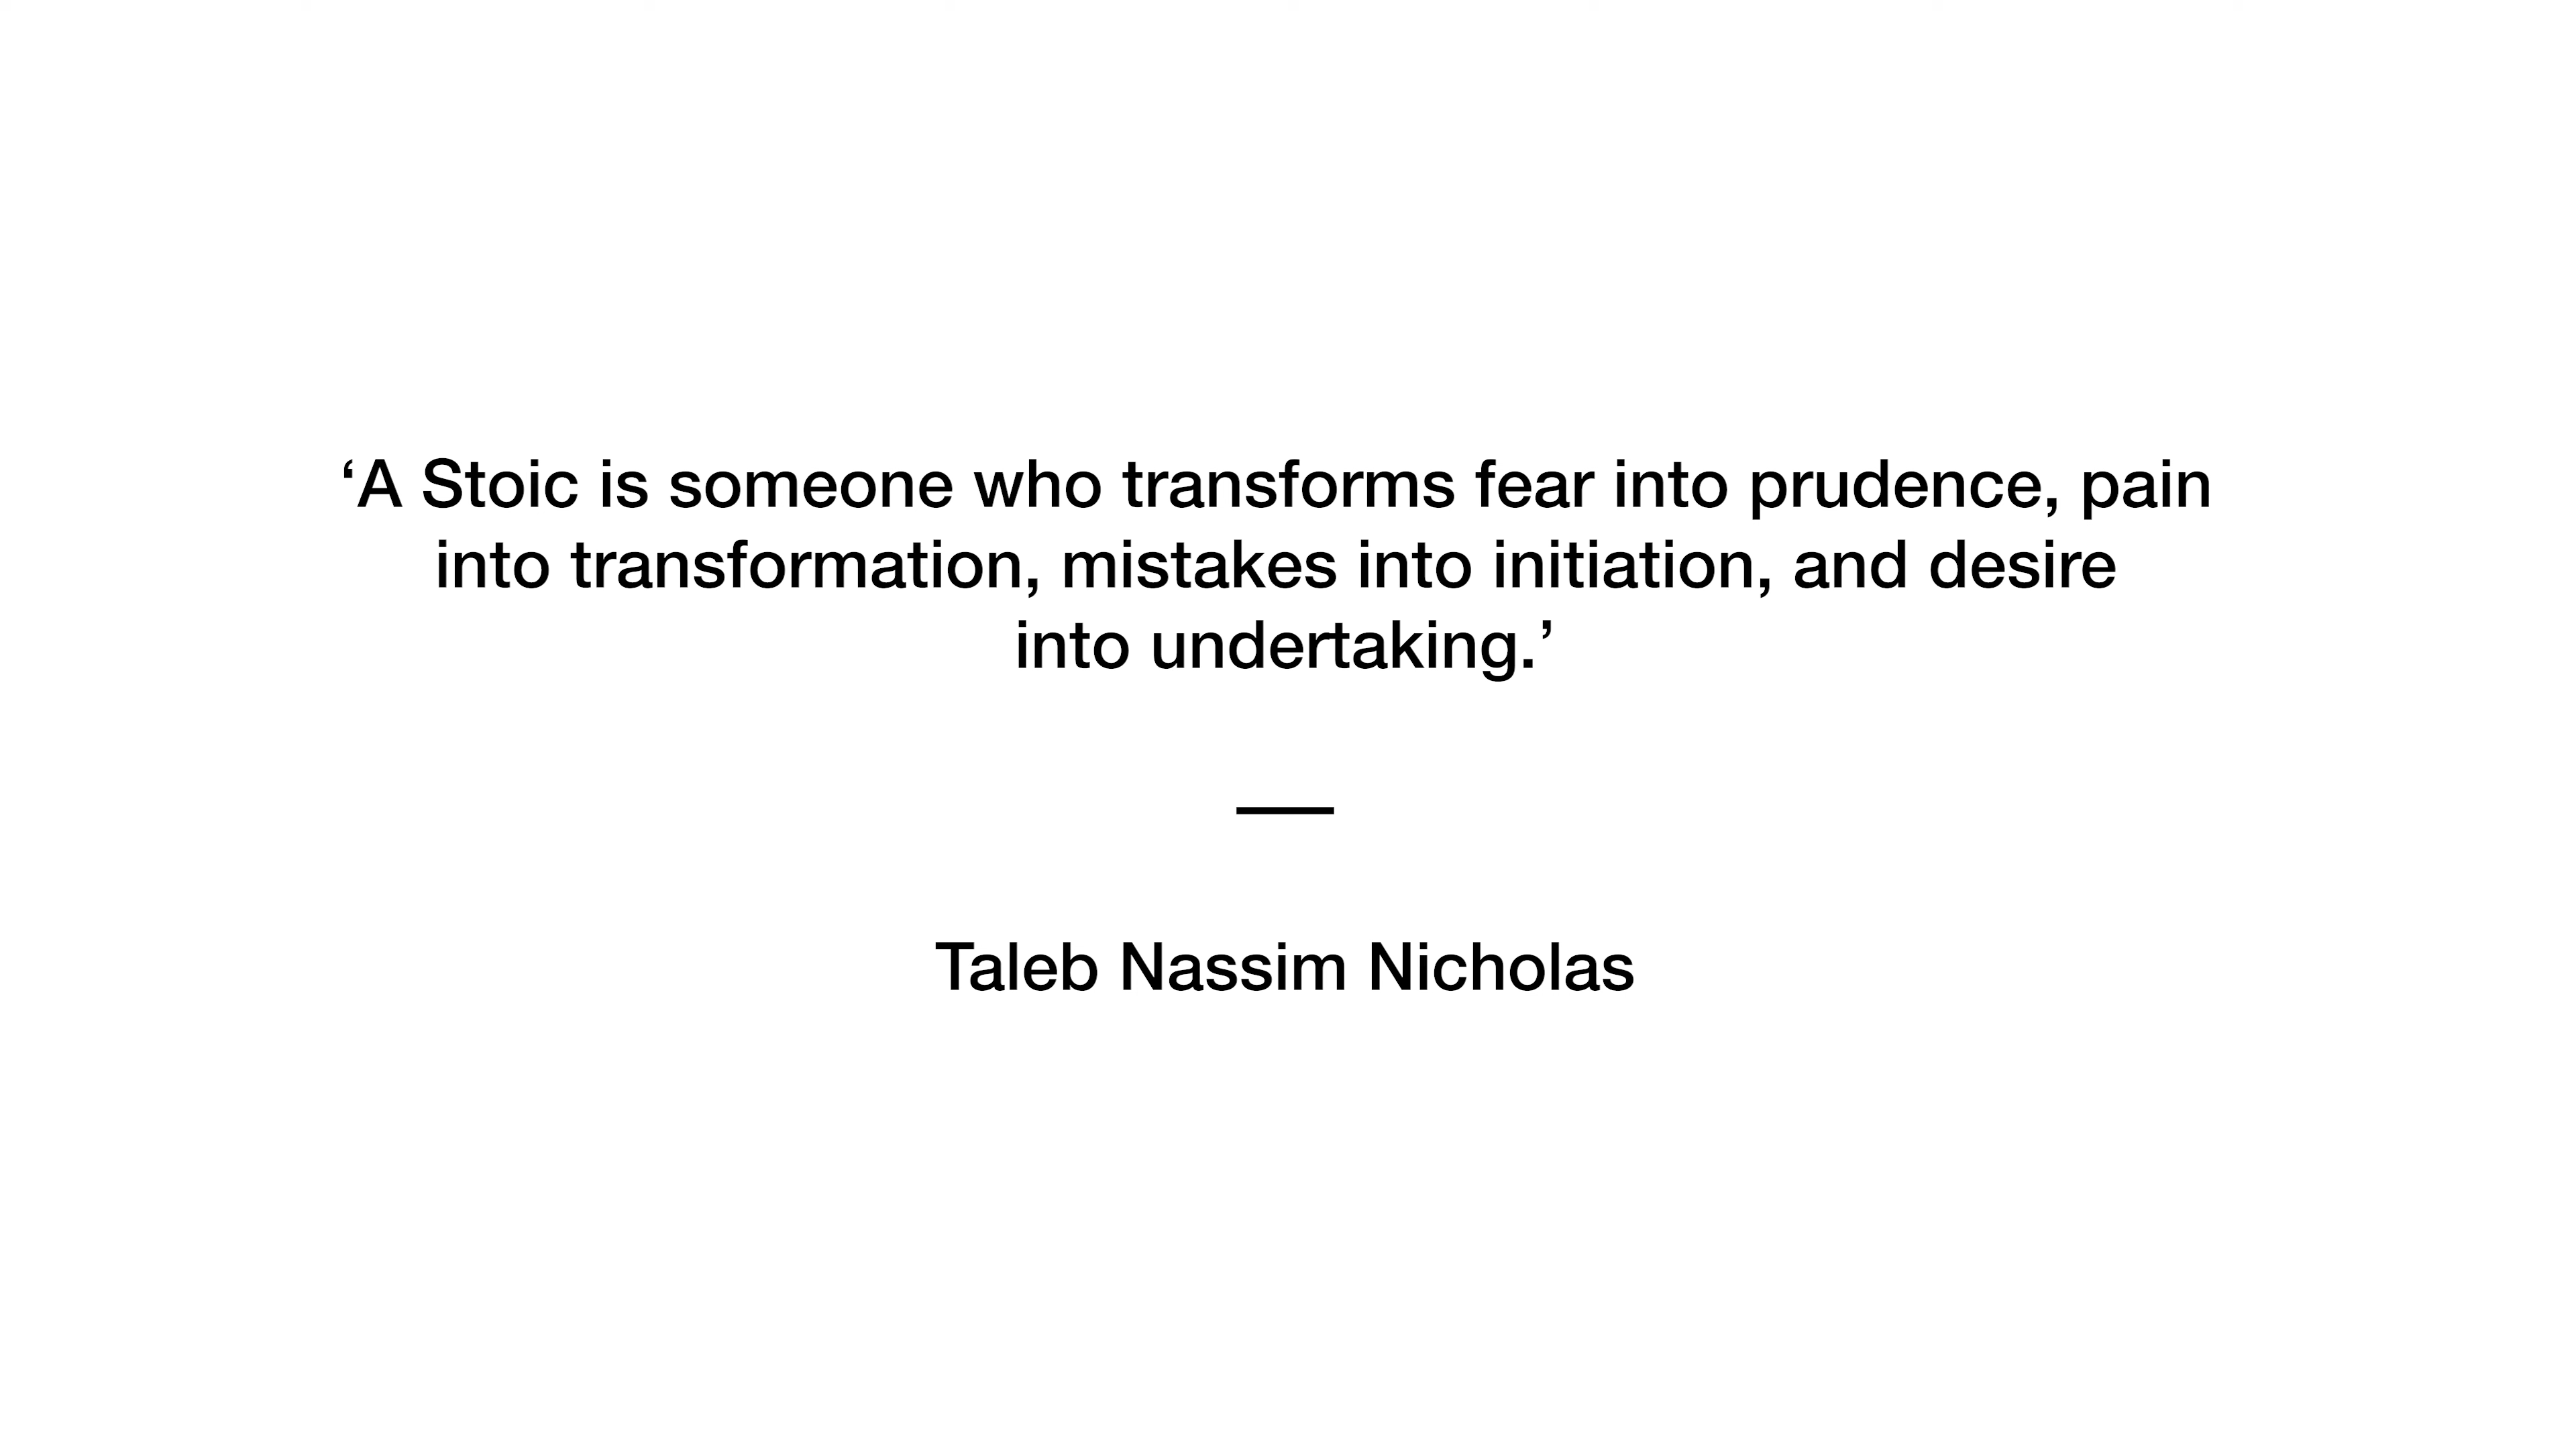 ‘A Stoic is someone who transforms fear into prudence, pain
into transformation, mistakes into initiation, and desire
into undertaking.’
—
Taleb Nassim Nicholas